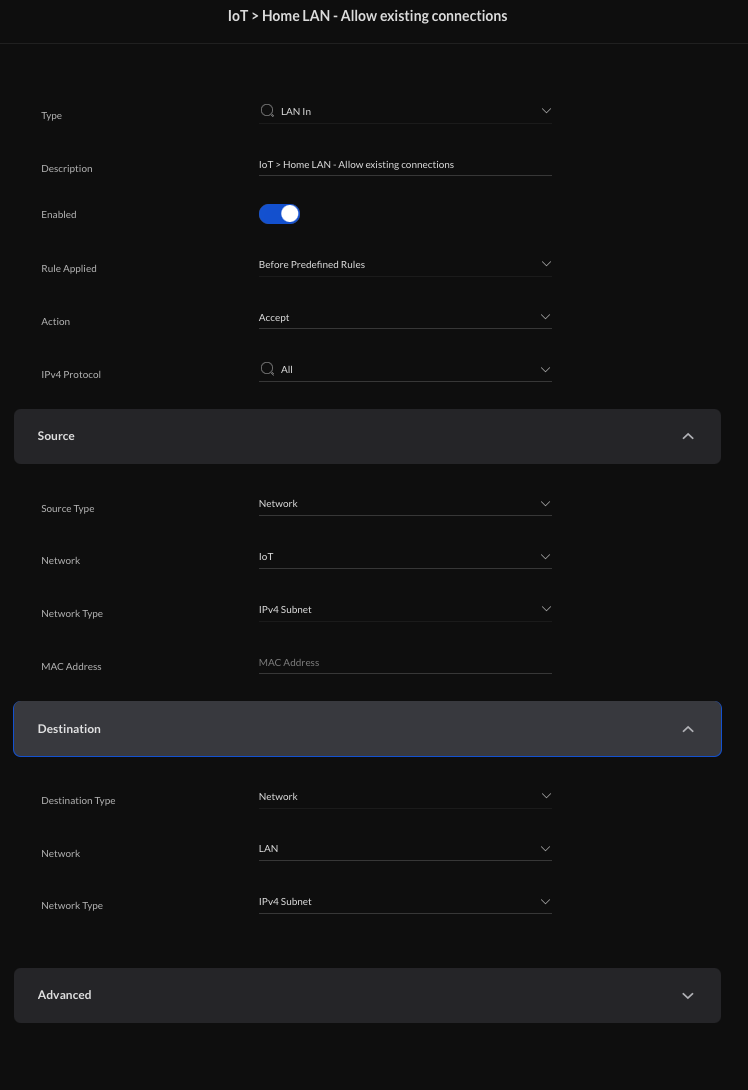 IoT > Home LAN - Allow existing connections
Type
LAN In
Description
IoT > Home LAN - Allow existing connections
Enabled
Rule Applied
Before Predefined Rules
Action
Accept
IPv4 Protocol
All
Source
Source Type
Network
Network
IoT
Network Type
IPv4 Subnet
MAC Address
MAC Address
Destination
Destination Type
Network
Network
LAN
Network Type
IPv4 Subnet
Advanced